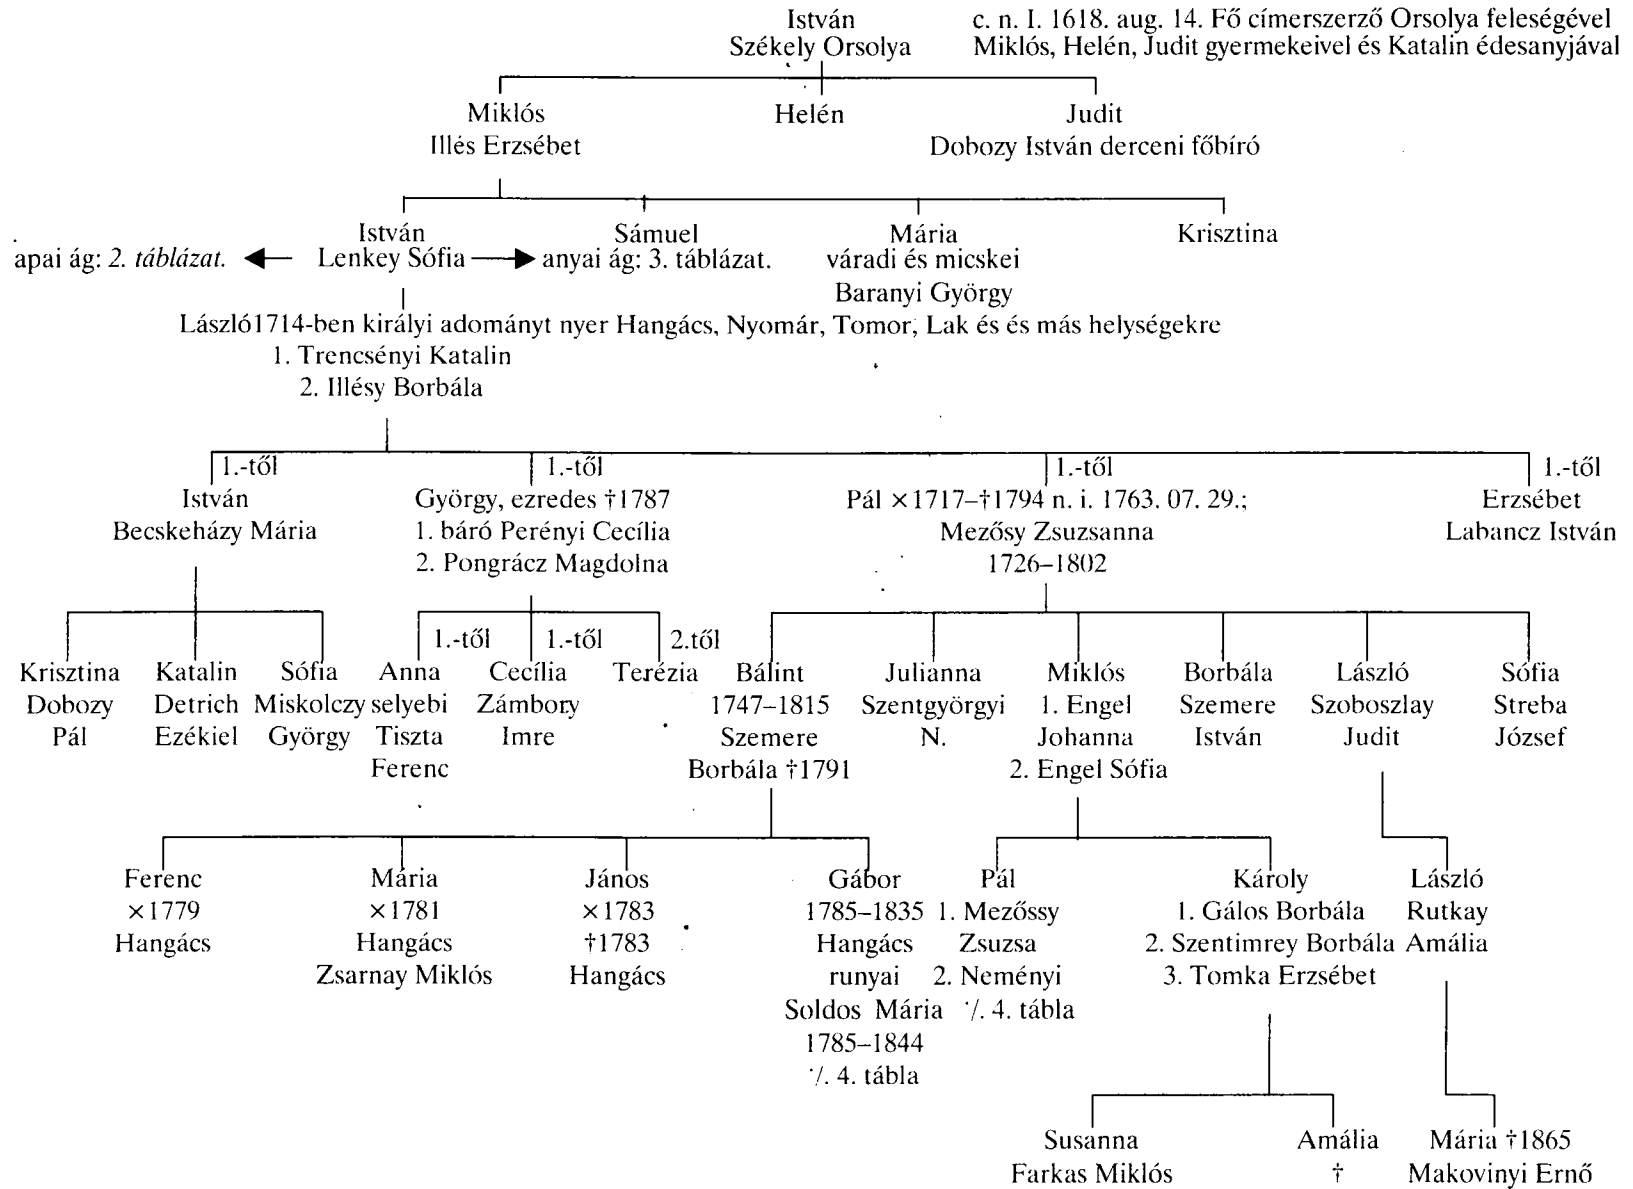 István
Székely Orsolya
c. n. I. 1618. aug. 14. Fő címerszerző Orsolya feleségével
Miklós, Helén, Judit gyermekeivel és Katalin édesanyjával
Miklós
Illés Erzsébet
Helén
Judit
Dobozy István derceni főbíró
István
Sámuel
Mária
Krisztina
apai ág: 2. táblázat.
Lenkey Sófia
anyai ág: 3. táblázat.
váradi és micskei
Baranyi György
László1714-ben királyi adományt nyer Hangács, Nyomár, Tomor, Lak és és más helységekre
1. Trencsényi Katalin
2. Illésy Borbála
1.-től
1.-től
1.-től
1.-től
István
Becskeházy Mária
György, ezredes †1787
1. báró Perényi Cecília
2. Pongrácz Magdolna
Pál ×1717–†1794 n. i. 1763. 07. 29.;
Mezősy Zsuzsanna
1726–1802
Erzsébet
Labancz István
1.-től
1.-től
2.től
Krisztina
Dobozy
Pál
Katalin
Detrich
Ezékiel
Sófia
Miskolczy
György
Anna
selyebi
Tiszta
Ferenc
Cecília
Zámbory
Imre
Terézia
Bálint
1747–1815
Szemere
Borbála †1791
Julianna
Szentgyörgyi
N.
Miklós
1. Engel
Johanna
2. Engel Sófia
Borbála
Szemere
István
László
Szoboszlay
Judit
Sófia
Streba
József
Ferenc
×1779
Hangács
Mária
×1781
Hangács
Zsarnay Miklós
János
×1783
†1783
Hangács
Gábor
1785–1835
Hangács
runyai
Soldos Mária
1785–1844
·/. 4. tábla
Pál
1. Mezőssy
Zsuzsa
2. Neményi
·/. 4. tábla
Károly
1. Gálos Borbála
2. Szentimrey Borbála
3. Tomka Erzsébet
László
Rutkay
Amália
Susanna
Farkas Miklós
Amália
†
Mária †1865
Makovinyi Ernő